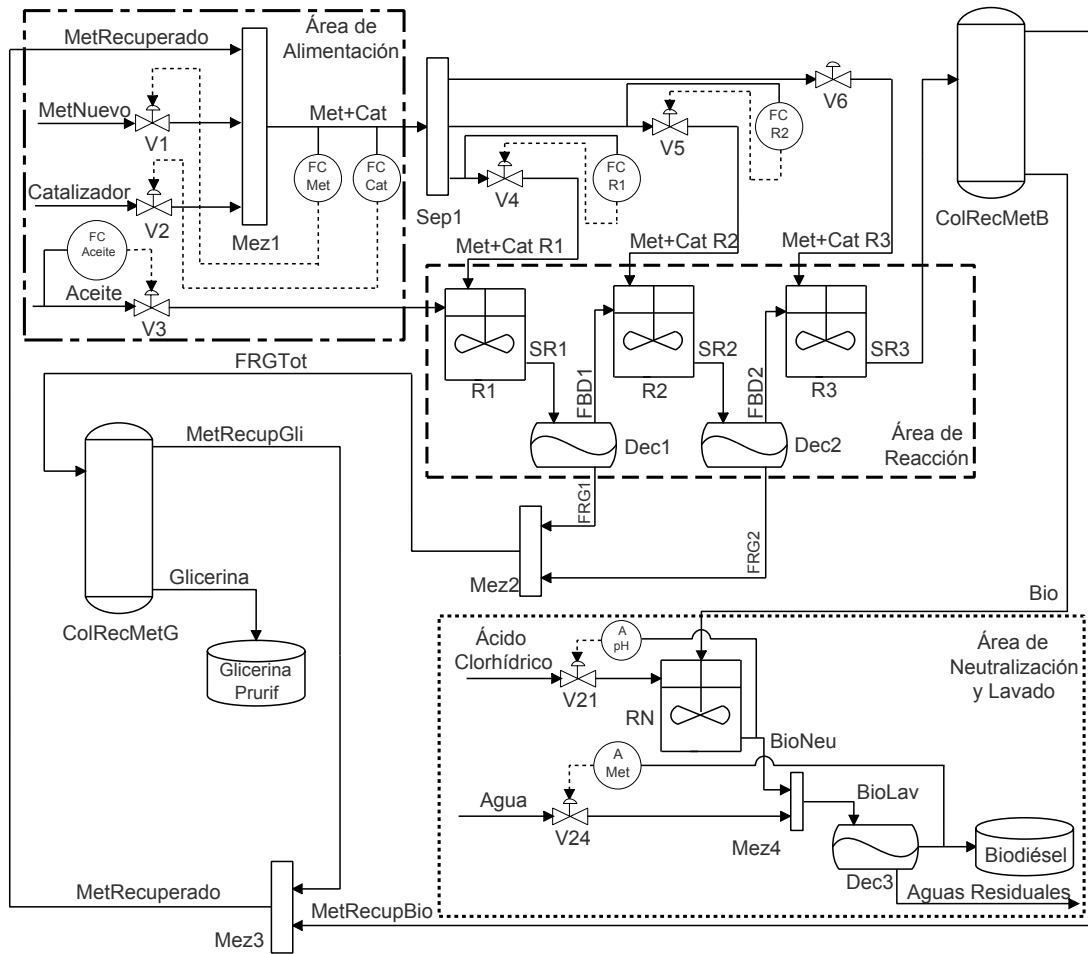 Área de
Alimentación
MetRecuperado
MetNuevo
V1
Met+Cat
FC
Met
FC
Cat
Catalizador
V2
Mez1
FC
Aceite
Aceite
V3
Sep1
V4
FC
R1
V5
FC
R2
V6
ColRecMetB
Met+Cat R1
Met+Cat R2
Met+Cat R3
R1
SR1
FBD1
R2
SR2
FBD2
R3
SR3
Dec1
Dec2
Área de
Reacción
FRGTot
FRG1
FRG2
Mez2
MetRecupGli
Glicerina
ColRecMetG
Glicerina
Prurif
Bio
Ácido
Clorhídrico
A
pH
V21
RN
BioNeu
Área de
Neutralización
y Lavado
A
Met
Agua
V24
Mez4
BioLav
Dec3
Biodiésel
Aguas Residuales
MetRecuperado
MetRecupBio
Mez3